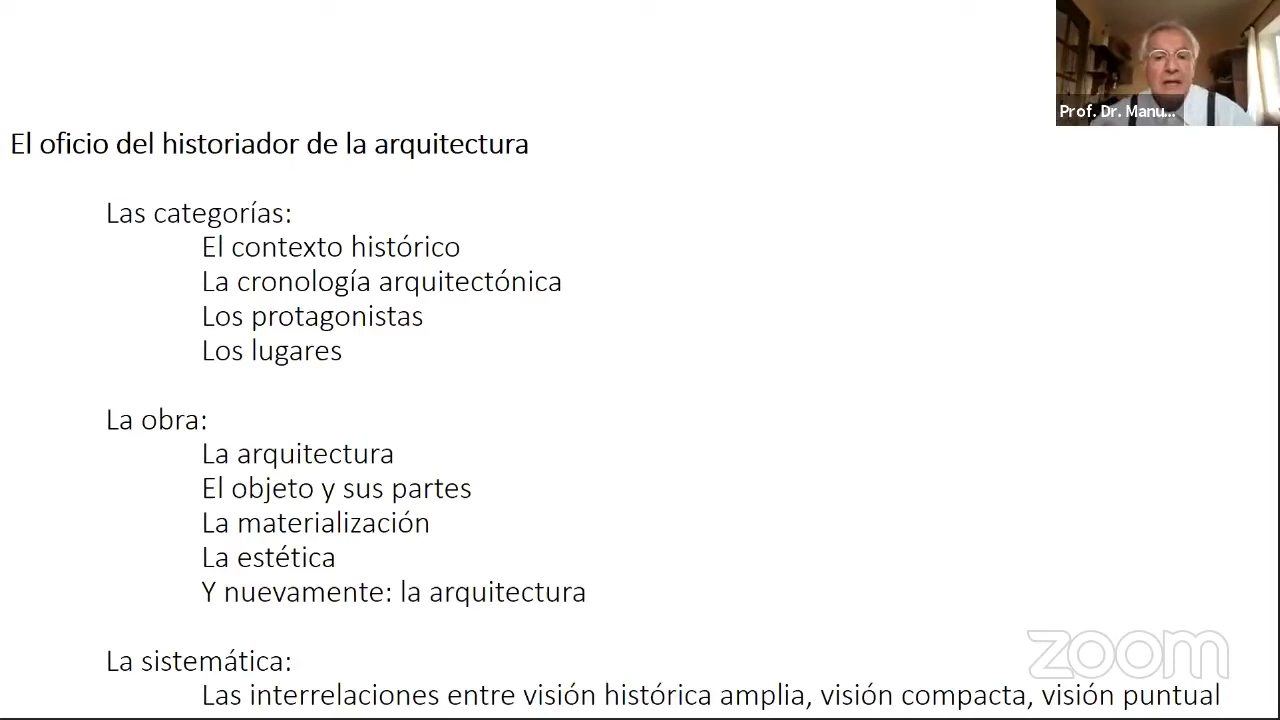 Prof. Dr. Manu...
El oficio del historiador de la arquitectura
Las categorías:
El contexto histórico
La cronología arquitectónica
Los protagonistas
Los lugares
La obra:
La arquitectura
El objeto y sus partes
La materialización
La estética
Y nuevamente: la arquitectura
La sistemática:
Las interrelaciones entre visión histórica amplia, visión compacta, visión puntual
zoom